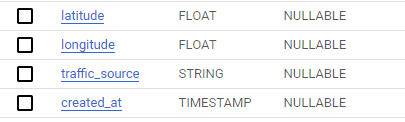 latitude FLOAT NULLABLE
longitude FLOAT NULLABLE
traffic_source STRING NULLABLE
created_at TIMESTAMP NULLABLE